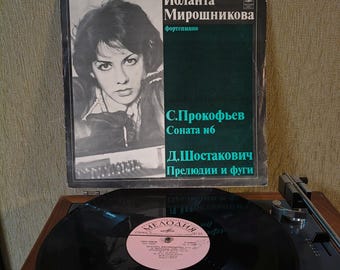 Иоланта
Мирошникова
фортепиано
С.Прокофьев
Соната №6
Д.Шостакович
Прелюдии и фуги
МЕЛОДИЯ